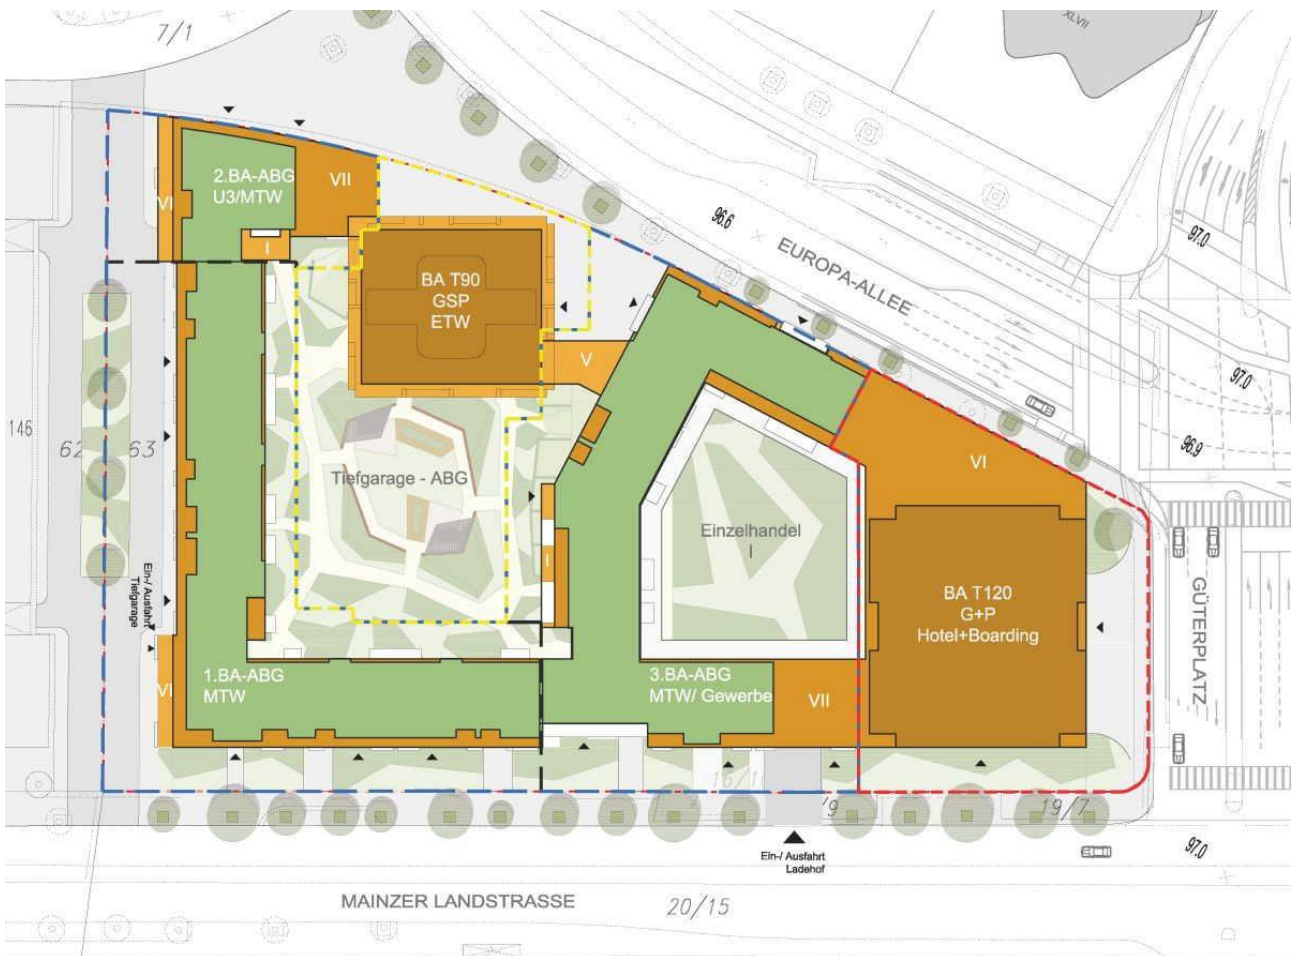 7/1
XLVII
2.BA-ABG
U3/MTW
VII
VI
I
BA T90
GSP
ETW
96.6
EUROPA-ALLEE
97.0
97.0
96.9
V
VI
146
62
63
Tiefgarage - ABG
Einzelhandel
I
I
BA T120
G+P
Hotel+Boarding
GÜTERPLATZ
Ein-/ Ausfahrt
Tiefgarage
VI
1.BA-ABG
MTW
3.BA-ABG
MTW/ Gewerbe
VII
19/7
Ein-/ Ausfahrt
Ladehof
97.0
MAINZER LANDSTRASSE
20/15